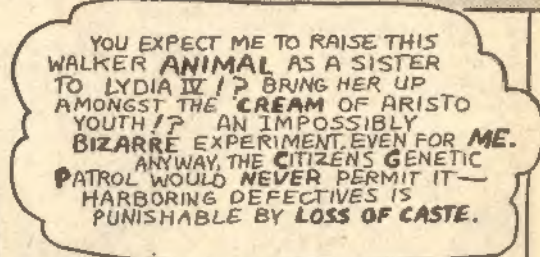 YOU EXPECT ME TO RAISE THIS
WALKER ANIMAL AS A SISTER
TO LYDIA IV!? BRING HER UP
AMONGST THE CREAM OF ARISTO
YOUTH!? AN IMPOSSIBLY
BIZARRE EXPERIMENT, EVEN FOR ME.
ANYWAY, THE CITIZENS GENETIC
PATROL WOULD NEVER PERMIT IT—
HARBORING DEFECTIVES IS
PUNISHABLE BY LOSS OF CASTE.